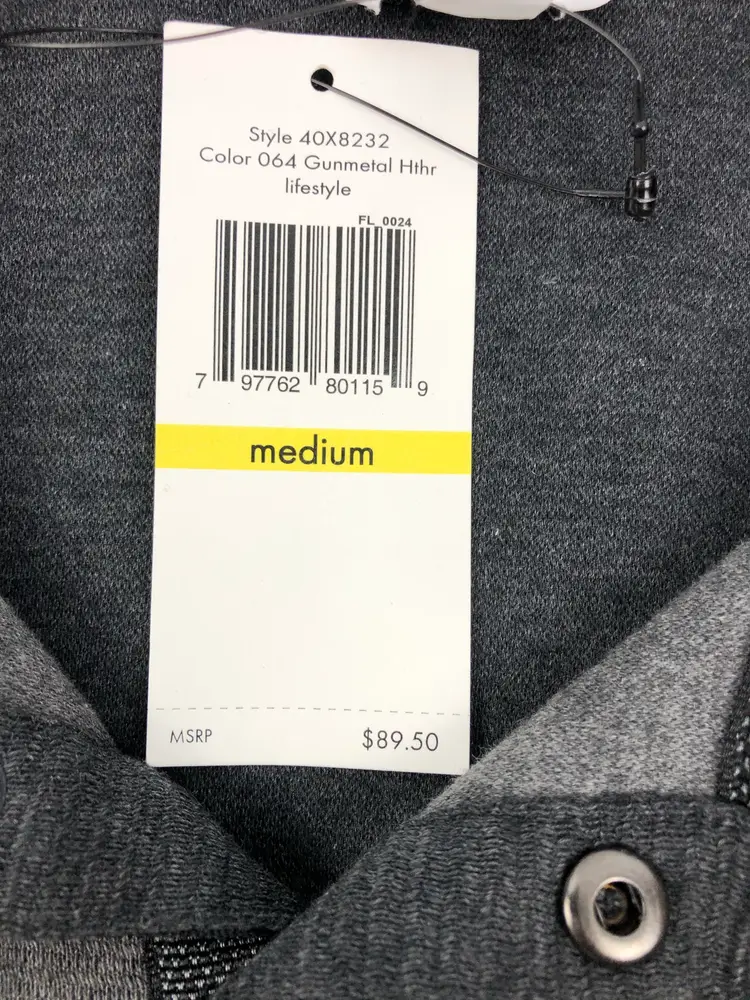 Style 40X8232
Color 064 Gunmetal Hthr
lifestyle
FL_0024
7 97762 80115 9
medium
MSRP $89.50